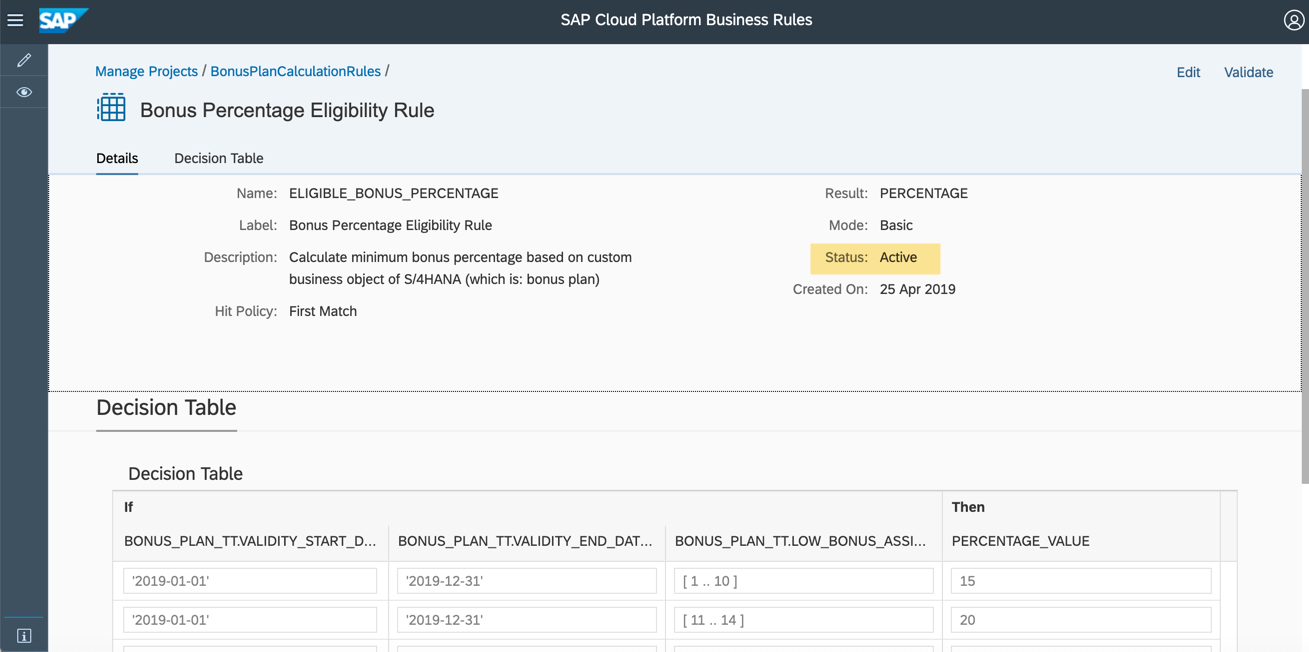 SAP
SAP Cloud Platform Business Rules
Manage Projects / BonusPlanCalculationRules /
Edit
Validate
Bonus Percentage Eligibility Rule
Details
Decision Table
Name: ELIGIBLE_BONUS_PERCENTAGE
Result: PERCENTAGE
Label: Bonus Percentage Eligibility Rule
Mode: Basic
Description: Calculate minimum bonus percentage based on custom
business object of S/4HANA (which is: bonus plan)
Status: Active
Created On: 25 Apr 2019
Hit Policy: First Match
Decision Table
Decision Table
If
Then
BONUS_PLAN_TT.VALIDITY_START_D...
BONUS_PLAN_TT.VALIDITY_END_DAT...
BONUS_PLAN_TT.LOW_BONUS_ASSI...
PERCENTAGE_VALUE
'2019-01-01'
'2019-12-31'
[ 1 .. 10 ]
15
'2019-01-01'
'2019-12-31'
[ 11 .. 14 ]
20